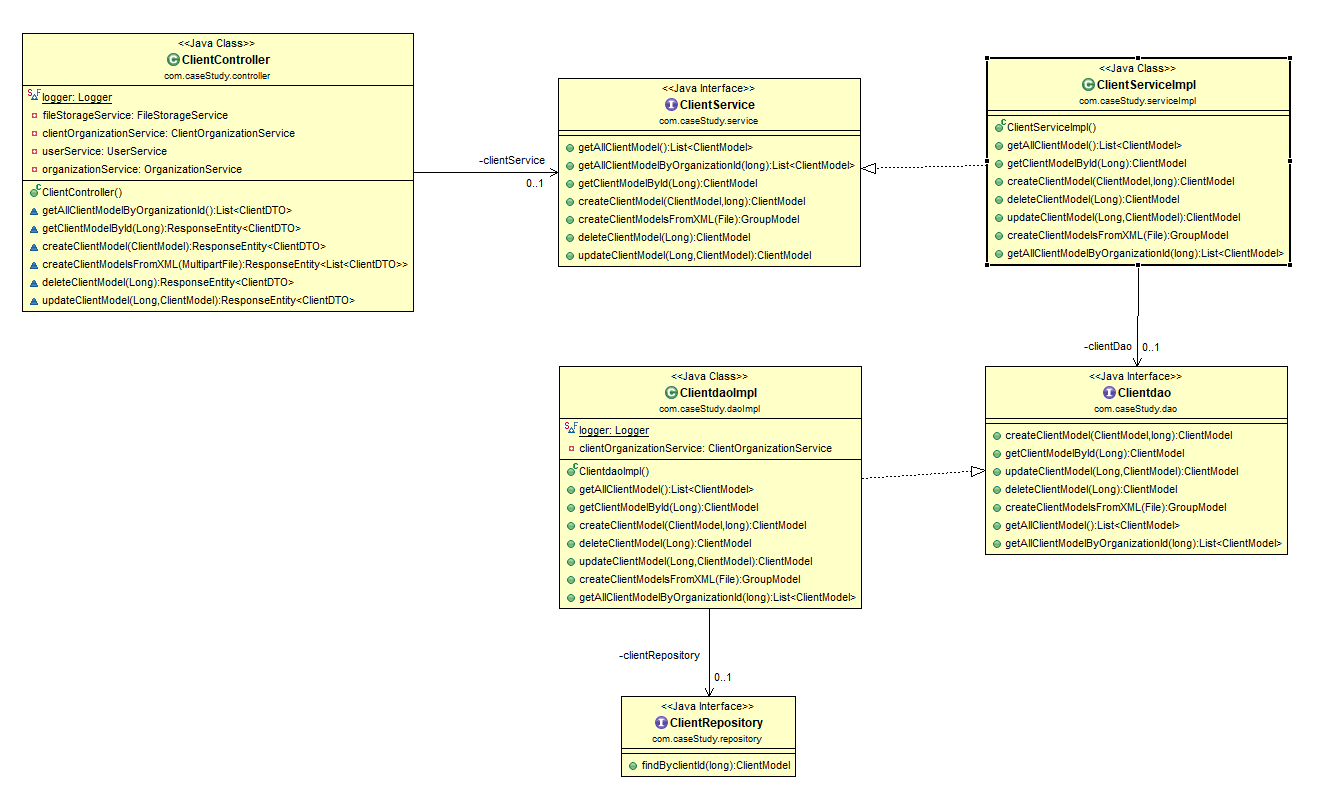 <<Java Class>>
ClientController
com.caseStudy.controller
logger: Logger
fileStorageService: FileStorageService
clientOrganizationService: ClientOrganizationService
userService: UserService
organizationService: OrganizationService
ClientController()
getAllClientModelByOrganizationId():List<ClientDTO>
getClientModelById(Long):ResponseEntity<ClientDTO>
createClientModel(ClientModel):ResponseEntity<ClientDTO>
createClientModelsFromXML(MultipartFile):ResponseEntity<List<ClientDTO>>
deleteClientModel(Long):ResponseEntity<ClientDTO>
updateClientModel(Long,ClientModel):ResponseEntity<ClientDTO>
-clientService
0..1
<<Java Interface>>
ClientService
com.caseStudy.service
getAllClientModel():List<ClientModel>
getAllClientModelByOrganizationId(long):List<ClientModel>
getClientModelById(Long):ClientModel
createClientModel(ClientModel,long):ClientModel
createClientModelsFromXML(File):GroupModel
deleteClientModel(Long):ClientModel
updateClientModel(Long,ClientModel):ClientModel
<<Java Class>>
ClientServiceImpl
com.caseStudy.serviceImpl
ClientServiceImpl()
getAllClientModel():List<ClientModel>
getClientModelById(Long):ClientModel
createClientModel(ClientModel,long):ClientModel
deleteClientModel(Long):ClientModel
updateClientModel(Long,ClientModel):ClientModel
createClientModelsFromXML(File):GroupModel
getAllClientModelByOrganizationId(long):List<ClientModel>
-clientDao
0..1
<<Java Class>>
ClientdaoImpl
com.caseStudy.daoImpl
logger: Logger
clientOrganizationService: ClientOrganizationService
ClientdaoImpl()
getAllClientModel():List<ClientModel>
getClientModelById(Long):ClientModel
createClientModel(ClientModel,long):ClientModel
deleteClientModel(Long):ClientModel
updateClientModel(Long,ClientModel):ClientModel
createClientModelsFromXML(File):GroupModel
getAllClientModelByOrganizationId(long):List<ClientModel>
<<Java Interface>>
Clientdao
com.caseStudy.dao
createClientModel(ClientModel,long):ClientModel
getClientModelById(Long):ClientModel
updateClientModel(Long,ClientModel):ClientModel
deleteClientModel(Long):ClientModel
createClientModelsFromXML(File):GroupModel
getAllClientModel():List<ClientModel>
getAllClientModelByOrganizationId(long):List<ClientModel>
-clientRepository
0..1
<<Java Interface>>
ClientRepository
com.caseStudy.repository
findByclientId(long):ClientModel